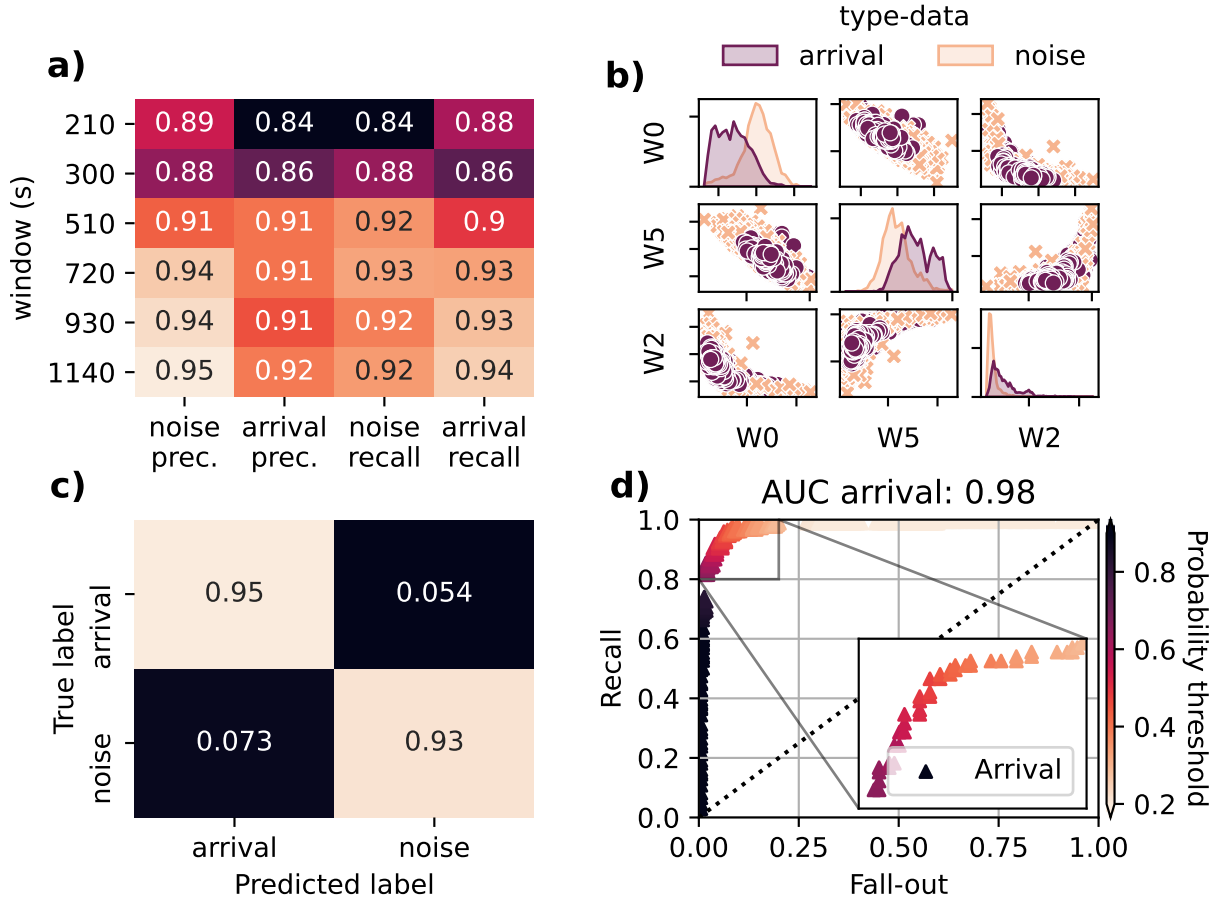 a)
210 0.89 0.84 0.84 0.88
300 0.88 0.86 0.88 0.86
510 0.91 0.91 0.92 0.9
720 0.94 0.91 0.93 0.93
930 0.94 0.91 0.92 0.93
1140 0.95 0.92 0.92 0.94
window (s)
noise arrival noise arrival
prec. prec. recall recall
type-data
arrival noise
b)
W0
W5
W2
W0 W5 W2
c)
0.95 0.054
0.073 0.93
True label
arrival
noise
arrival noise
Predicted label
d)
AUC arrival: 0.98
1.0
0.8
0.6
0.4
0.2
0.0
Recall
0.00 0.25 0.50 0.75 1.00
Fall-out
Arrival
0.8
0.6
0.4
0.2
Probability threshold